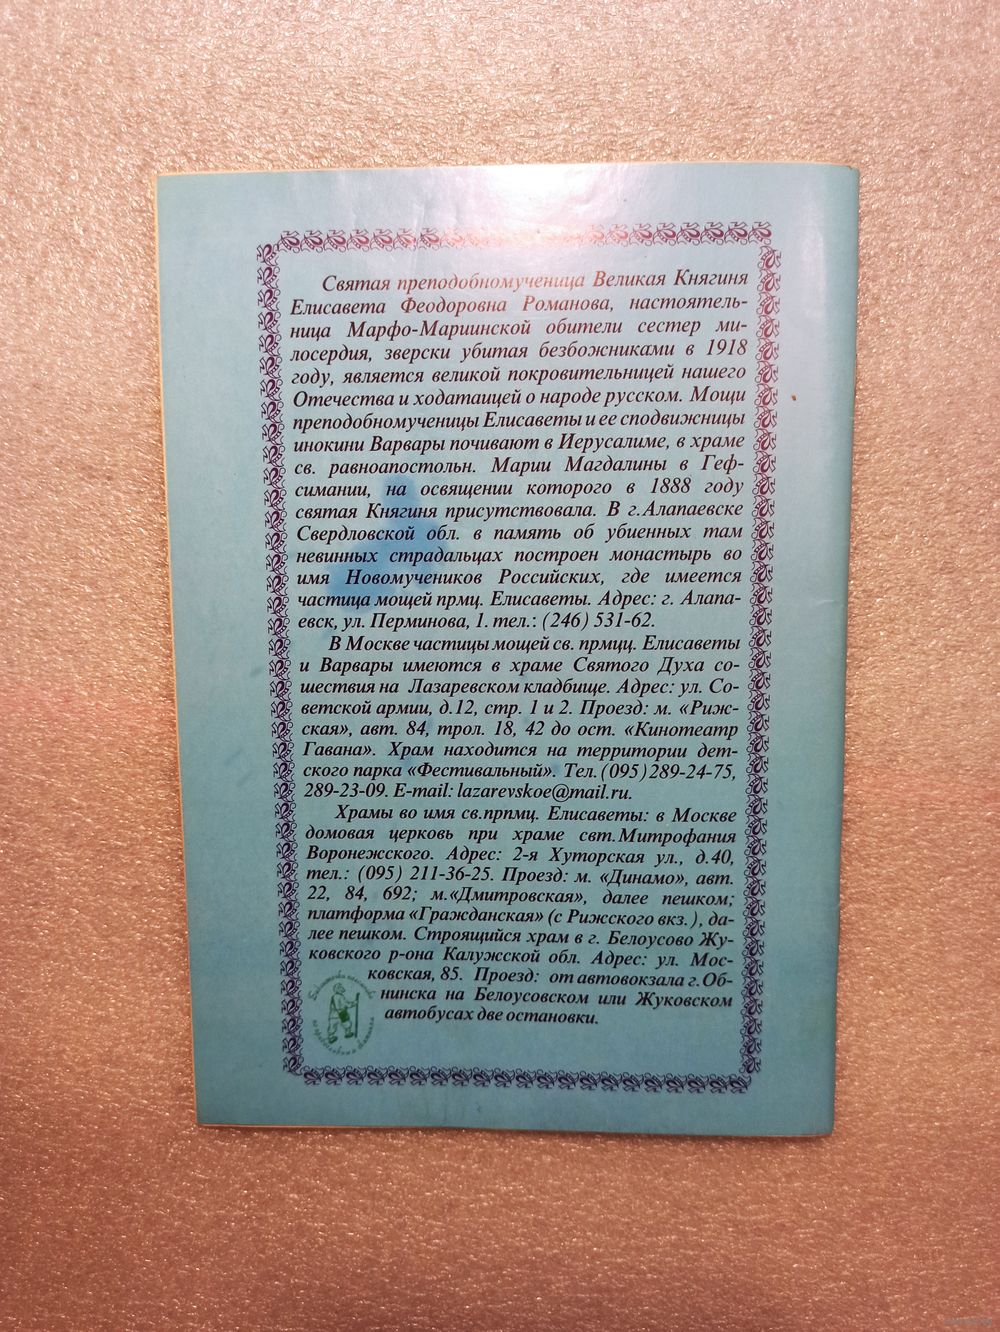 Святая преподобномученица Великая Княгиня
Елисавета Феодоровна Романова, настоятель-
ница Марфо-Мариинской обители сестер ми-
лосердия, зверски убитая безбожниками в 1918
году, является великой покровительницей нашего
Отечества и ходатаицей о народе русском. Мощи
преподобномученицы Елисаветы и ее сподвижницы
инокини Варвары почивают в Иерусалиме, в храме
св. равноапостольн. Марии Магдалины в Геф-
симании, на освящении которого в 1888 году
святая Княгиня присутствовала. В г.Алапаевске
Свердловской обл. в память об убиенных там
невинных страдальцах построен монастырь во
имя Новомучеников Российских, где имеется
частица мощей прмц. Елисаветы. Адрес: г. Алапа-
евск, ул. Перминова, 1. тел.: (246) 531-62.
В Москве частицы мощей св. прмцц. Елисаветы
и Варвары имеются в храме Святого Духа со-
шествия на Лазаревском кладбище. Адрес: ул. Со-
ветской армии, д.12, стр. 1 и 2. Проезд: м. «Риж-
ская», авт. 84, трол. 18, 42 до ост. «Кинотеатр
Гавана». Храм находится на территории дет-
ского парка «Фестивальный». Тел.(095)289-24-75,
289-23-09. E-mail: lazarevskoe@mail.ru.
Храмы во имя св.прпмц. Елисаветы: в Москве
домовая церковь при храме свт.Митрофания
Воронежского. Адрес: 2-я Хуторская ул., д.40,
тел.: (095) 211-36-25. Проезд: м. «Динамо», авт.
22, 84, 692; м.«Дмитровская», далее пешком;
платформа «Гражданская» (с Рижского вкз.), да-
лее пешком. Строящийся храм в г. Белоусово Жу-
ковского р-она Калужской обл. Адрес: ул. Мос-
ковская, 85. Проезд: от автовокзала г.Об-
нинска на Белоусовском или Жуковском
автобусах две остановки.